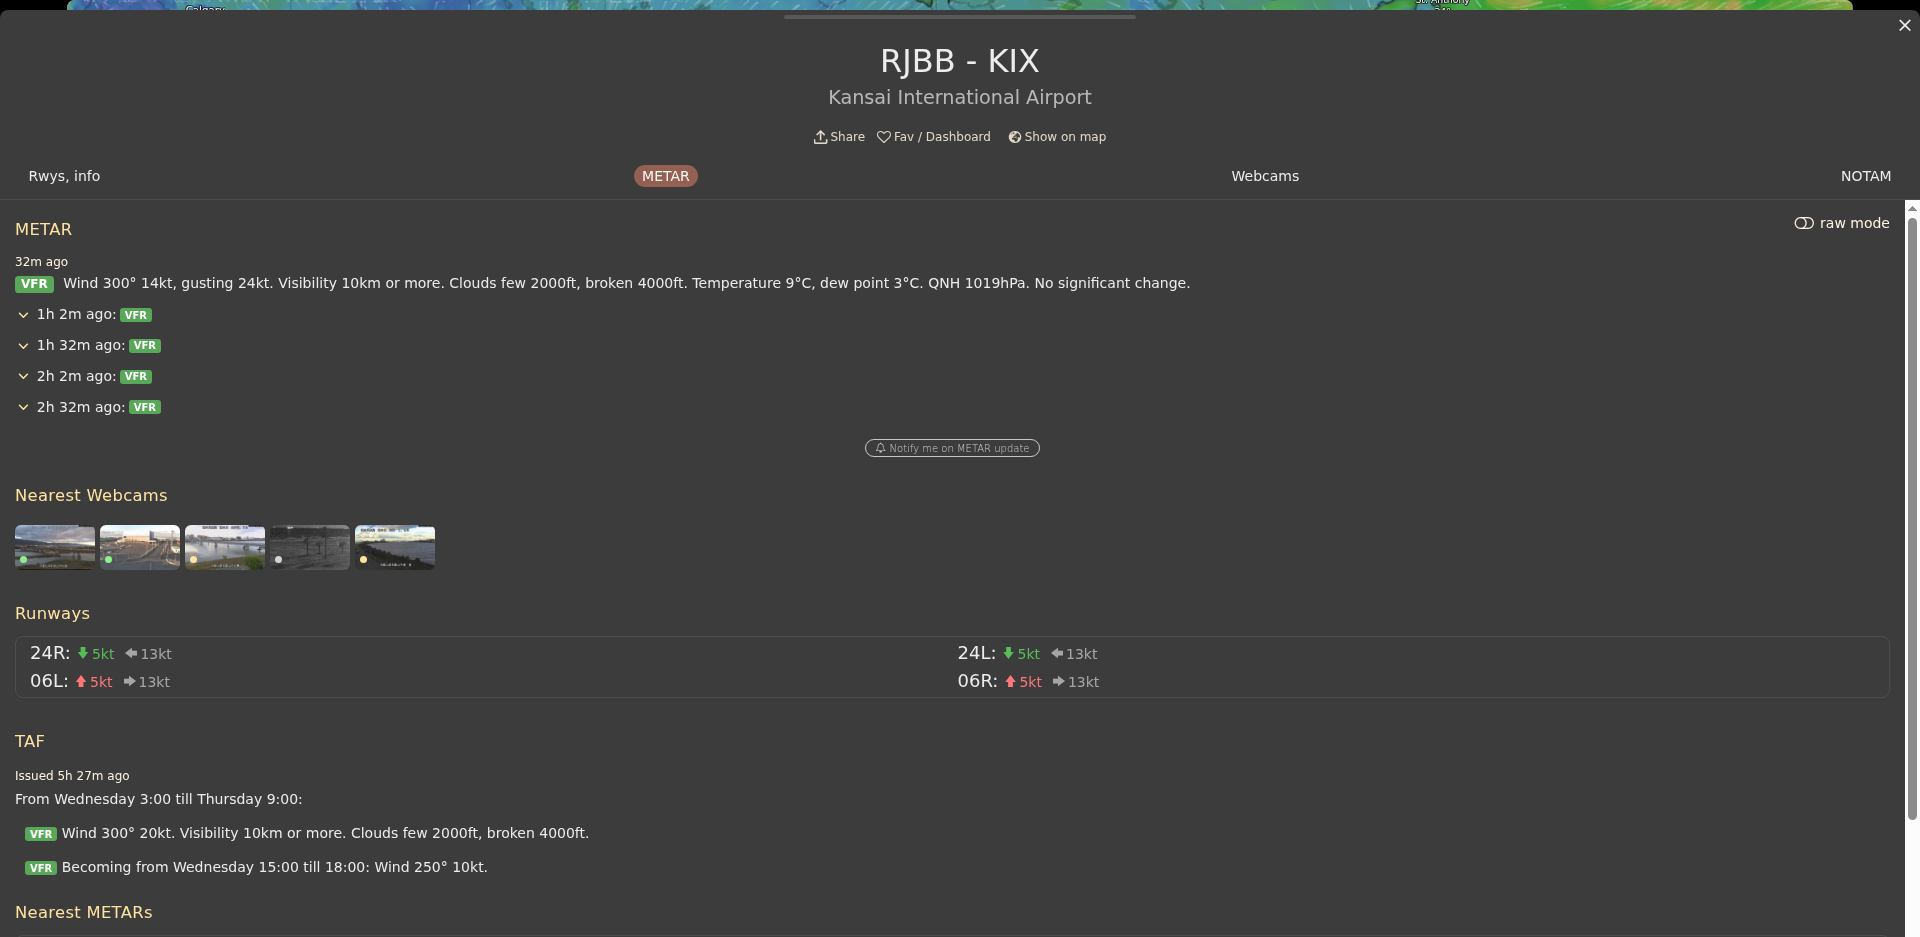 Calgary
St. Anthony
RJBB - KIX
Kansai International Airport
Share Fav / Dashboard Show on map
Rwys, info METAR Webcams NOTAM
METAR
raw mode
32m ago
VFR Wind 300° 14kt, gusting 24kt. Visibility 10km or more. Clouds few 2000ft, broken 4000ft. Temperature 9°C, dew point 3°C. QNH 1019hPa. No significant change.
1h 2m ago: VFR
1h 32m ago: VFR
2h 2m ago: VFR
2h 32m ago: VFR
Notify me on METAR update
Nearest Webcams
Runways
24R: 5kt 13kt 24L: 5kt 13kt
06L: 5kt 13kt 06R: 5kt 13kt
TAF
Issued 5h 27m ago
From Wednesday 3:00 till Thursday 9:00:
VFR Wind 300° 20kt. Visibility 10km or more. Clouds few 2000ft, broken 4000ft.
VFR Becoming from Wednesday 15:00 till 18:00: Wind 250° 10kt.
Nearest METARs